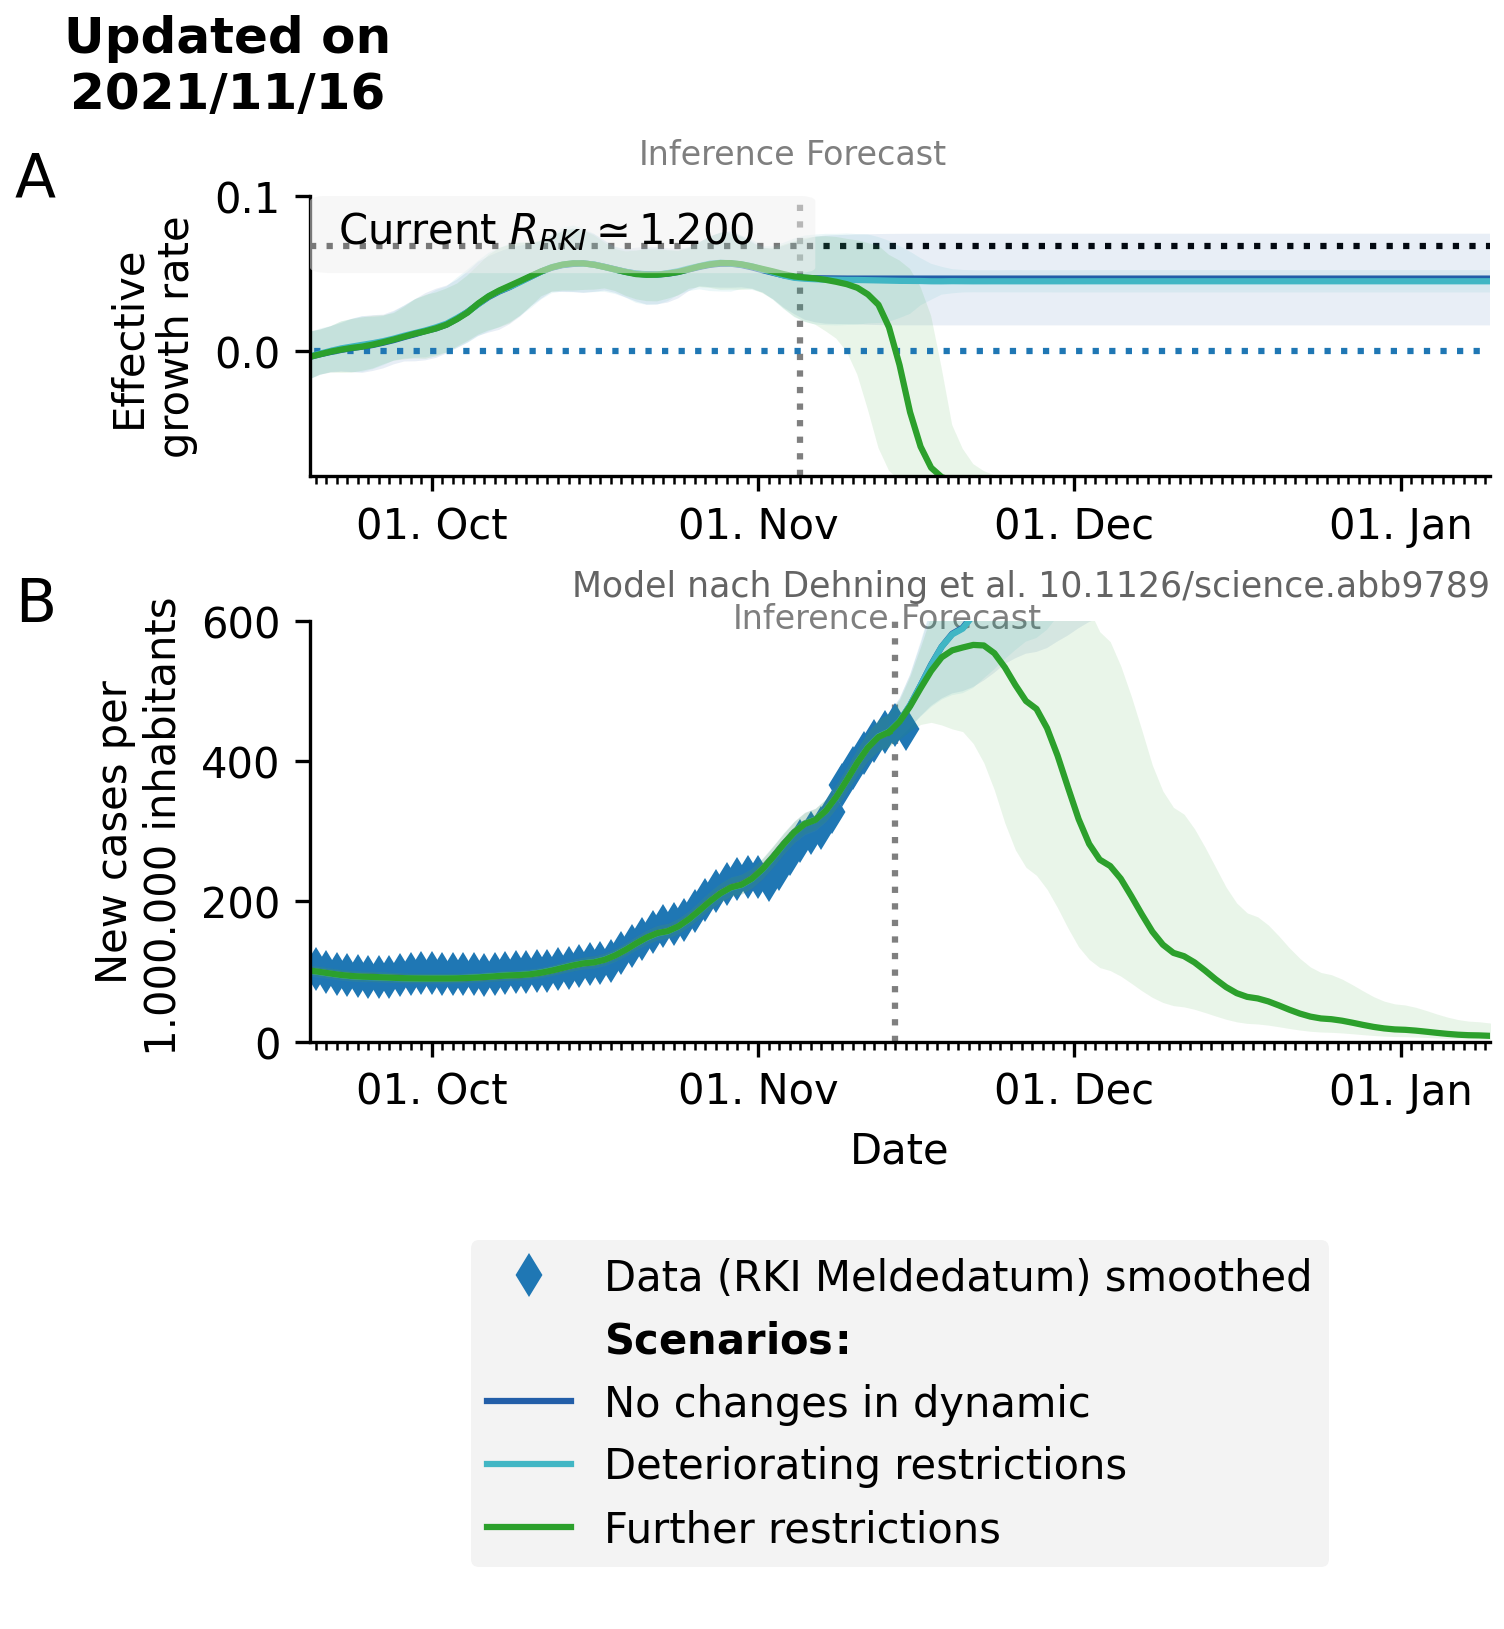 Updated on
2021/11/16
A
Inference Forecast
Effective
growth rate
0.1
0.0
Current R_RKI ≃ 1.200
01. Oct
01. Nov
01. Dec
01. Jan
B
Model nach Dehning et al. 10.1126/science.abb9789
Inference Forecast
New cases per
1.000.000 inhabitants
600
400
200
0
01. Oct
01. Nov
01. Dec
01. Jan
Date
Data (RKI Meldedatum) smoothed
Scenarios:
No changes in dynamic
Deteriorating restrictions
Further restrictions